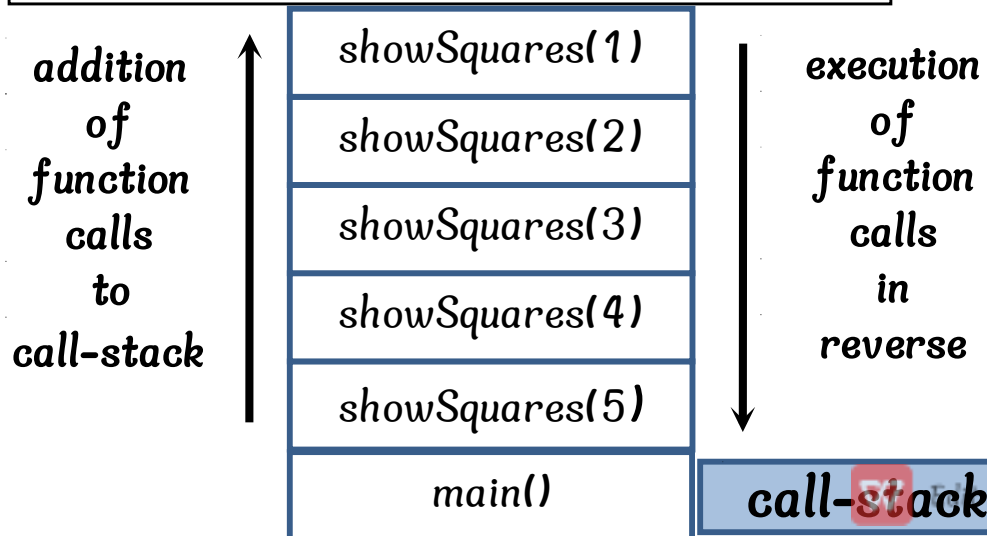 addition
of
function
calls
to
call-stack
showSquares(1)
showSquares(2)
showSquares(3)
showSquares(4)
showSquares(5)
main()
execution
of
function
calls
in
reverse
call-stack